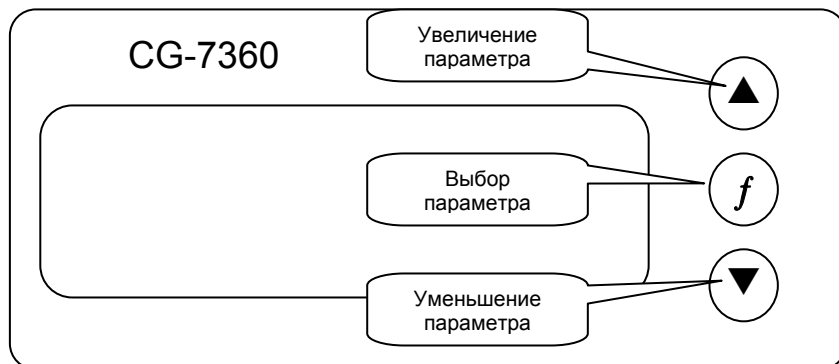 CG-7360
Увеличение
параметра
▲
Выбор
параметра
f
Уменьшение
параметра
▼